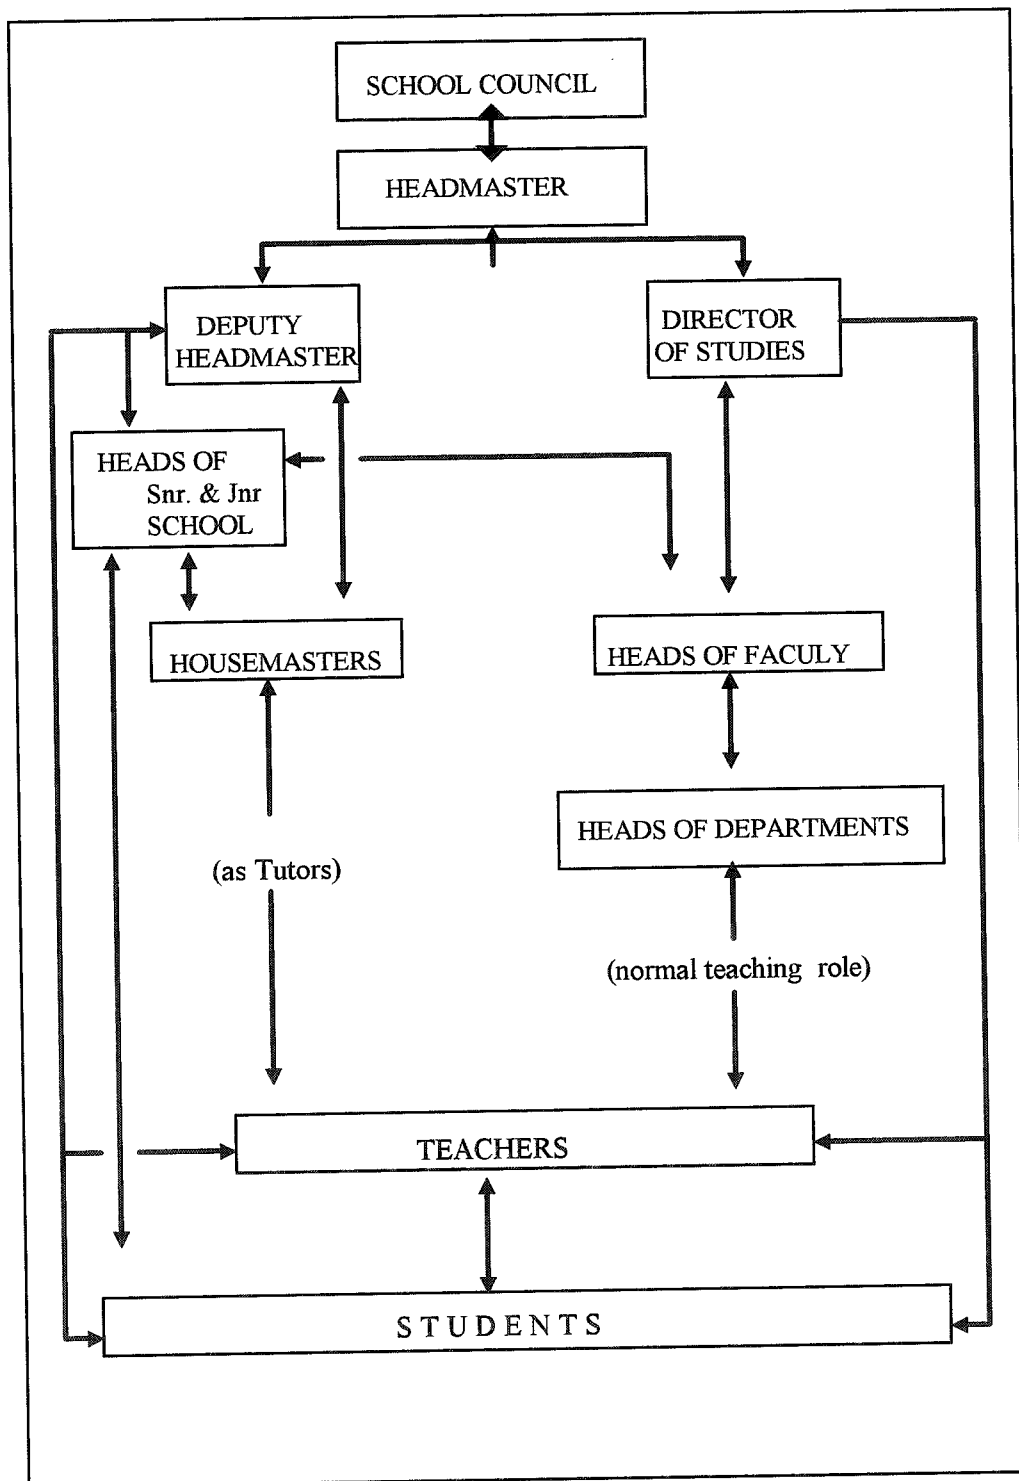 SCHOOL COUNCIL
HEADMASTER
DEPUTY
HEADMASTER
DIRECTOR
OF STUDIES
HEADS OF
Snr. & Jnr
SCHOOL
HOUSEMASTERS
HEADS OF FACULY
HEADS OF DEPARTMENTS
(as Tutors)
(normal teaching role)
TEACHERS
STUDENTS